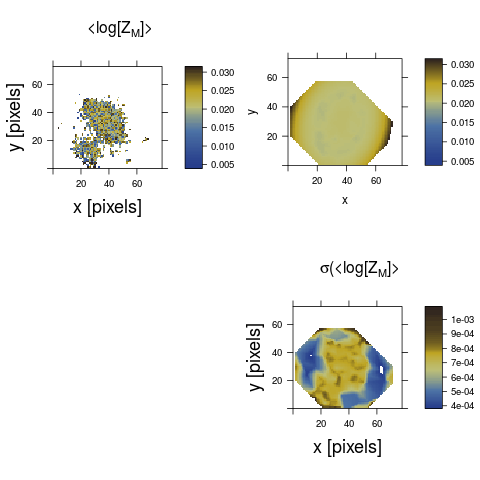 <log[Z_M]>
y [pixels]
60
40
20
20 40 60
x [pixels]
0.030
0.025
0.020
0.015
0.010
0.005
y
60
40
20
20 40 60
x
0.030
0.025
0.020
0.015
0.010
0.005
σ(<log[Z_M]>
y [pixels]
60
40
20
20 40 60
x [pixels]
1e-03
9e-04
8e-04
7e-04
6e-04
5e-04
4e-04